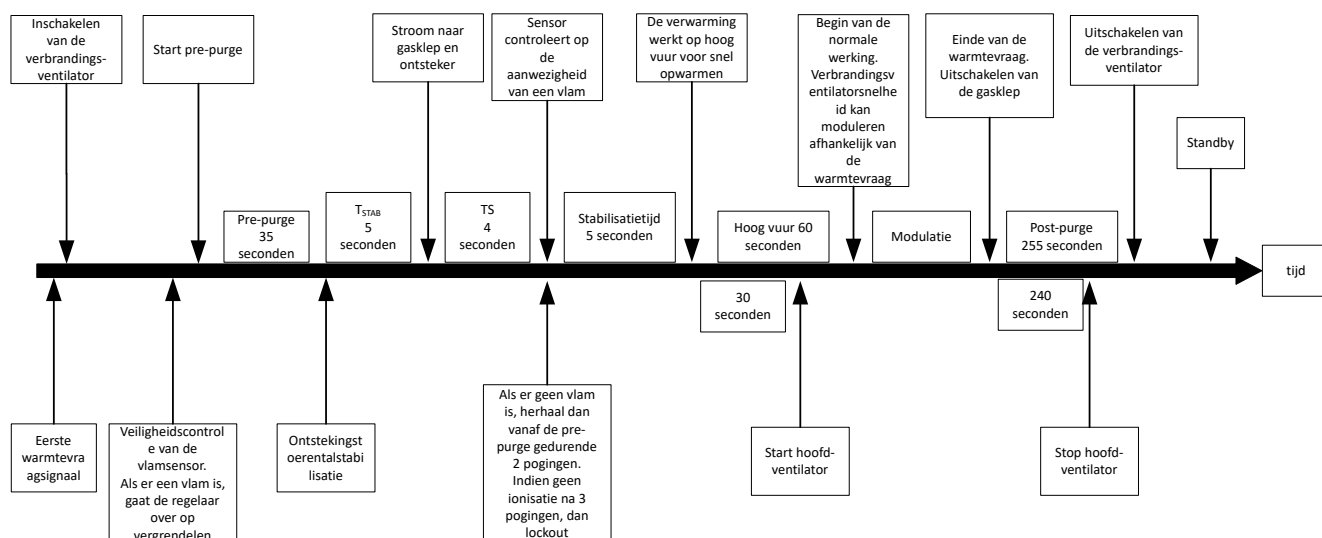 Inschakelen
van de
verbrandings-
ventilator
Start pre-purge
Stroom naar
gasklep en
ontsteker
Sensor
controleert op
de
aanwezigheid
van een vlam
De verwarming
werkt op hoog
vuur voor snel
opwarmen
Begin van de
normale
werking.
Verbrandingsv
entilatorsnelhe
id kan
moduleren
afhankelijk van
de
warmtevraag
Einde van de
warmtevraag.
Uitschakelen van
de gasklep
Uitschakelen
van de
verbrandings-
ventilator
Standby
Pre-purge
35
seconden
TSTAB
5
seconden
TS
4
seconden
Stabilisatietijd
5 seconden
Hoog vuur 60
seconden
Modulatie
Post-purge
255 seconden
tijd
30
seconden
240
seconden
Eerste
warmtevra
agsignaal
Veiligheidscontrol
e van de
vlamsensor.
Als er een vlam is,
gaat de regelaar
over op
vergrendelen
Ontstekingst
oerentalstabi
lisatie
Als er geen vlam
is, herhaal dan
vanaf de pre-
purge gedurende
2 pogingen.
Indien geen
ionisatie na 3
pogingen, dan
lockout
Start hoofd-
ventilator
Stop hoofd-
ventilator